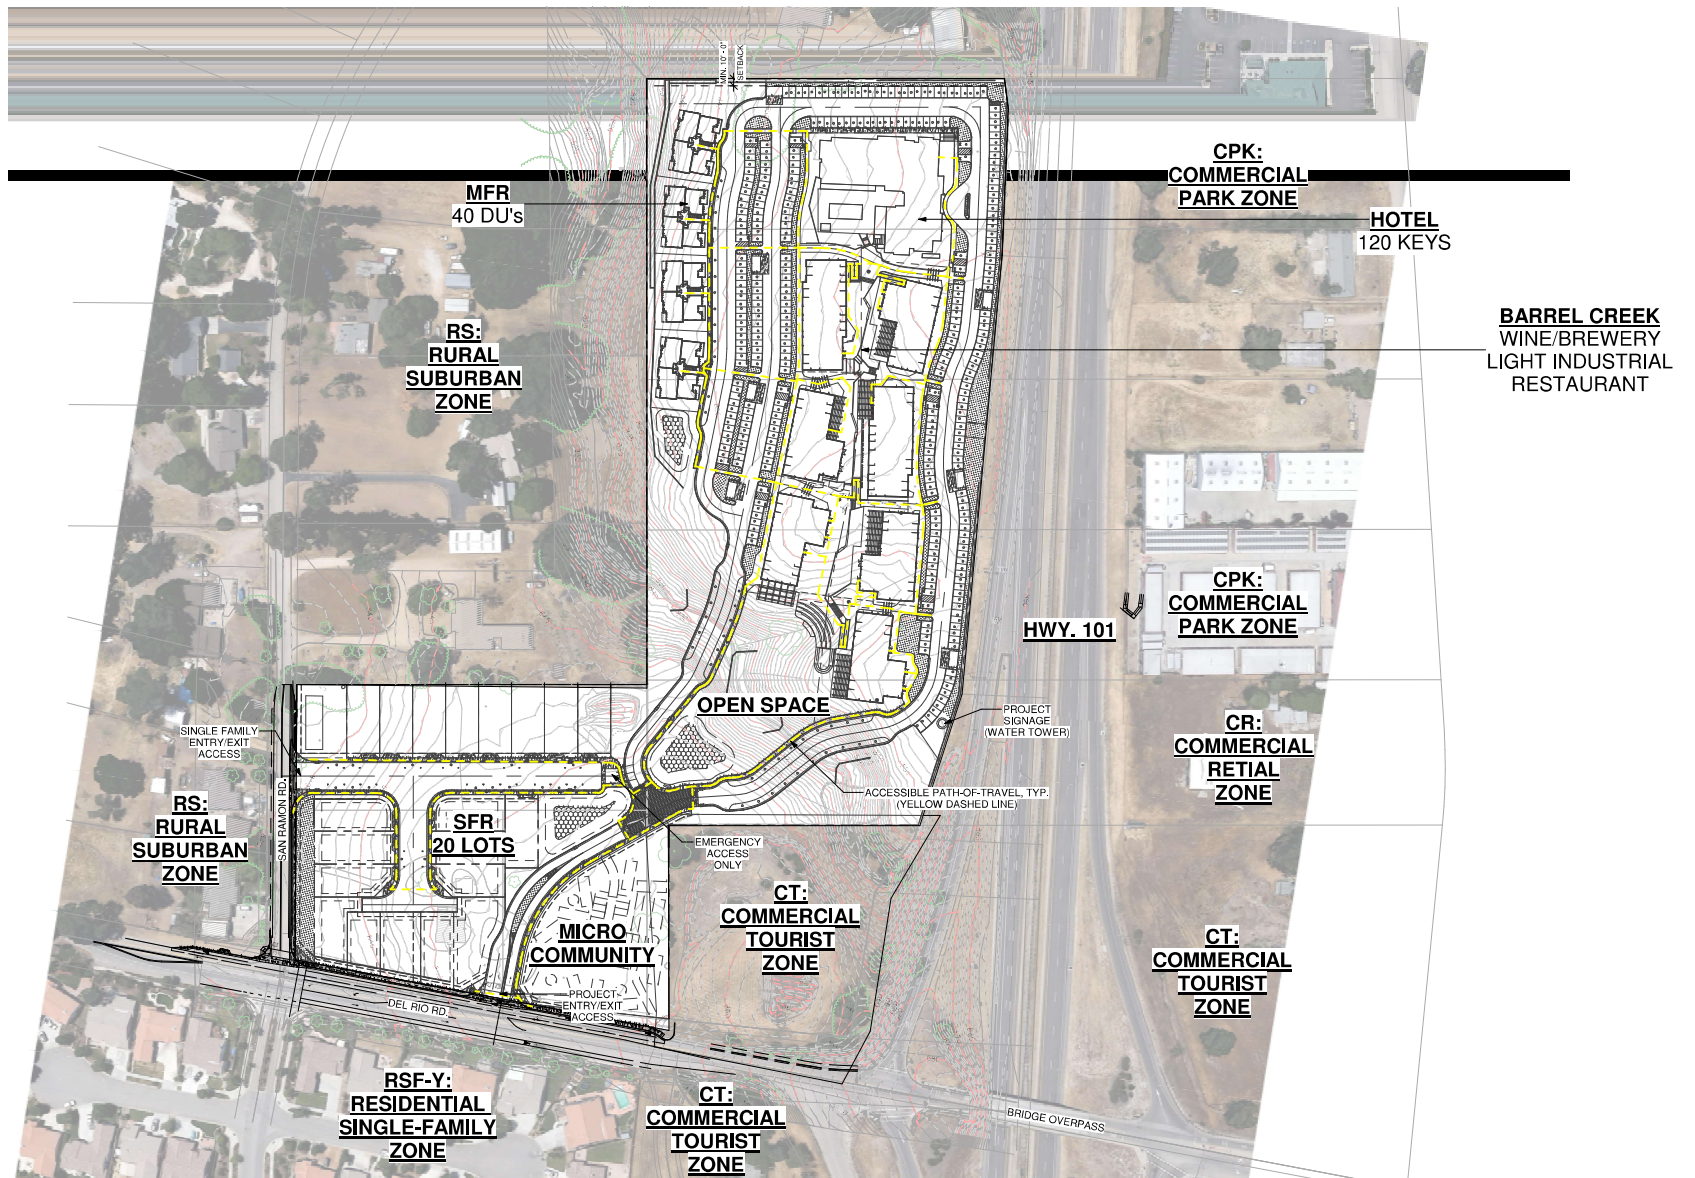 MIN. 10' - 0"
SETBACK
CPK:
COMMERCIAL
PARK ZONE
MFR
40 DU's
HOTEL
120 KEYS
BARREL CREEK
WINE/BREWERY
LIGHT INDUSTRIAL
RESTAURANT
RS:
RURAL
SUBURBAN
ZONE
CPK:
COMMERCIAL
PARK ZONE
HWY. 101
OPEN SPACE
PROJECT
SIGNAGE
(WATER TOWER)
SINGLE FAMILY
ENTRY/EXIT
ACCESS
CR:
COMMERCIAL
RETIAL
ZONE
ACCESSIBLE PATH-OF-TRAVEL, TYP.
(YELLOW DASHED LINE)
RS:
RURAL
SUBURBAN
ZONE
SAN RAMON RD.
SFR
20 LOTS
EMERGENCY
ACCESS
ONLY
CT:
COMMERCIAL
TOURIST
ZONE
MICRO
COMMUNITY
CT:
COMMERCIAL
TOURIST
ZONE
PROJECT
ENTRY/EXIT
ACCESS
DEL RIO RD.
RSF-Y:
RESIDENTIAL
SINGLE-FAMILY
ZONE
CT:
COMMERCIAL
TOURIST
ZONE
BRIDGE OVERPASS